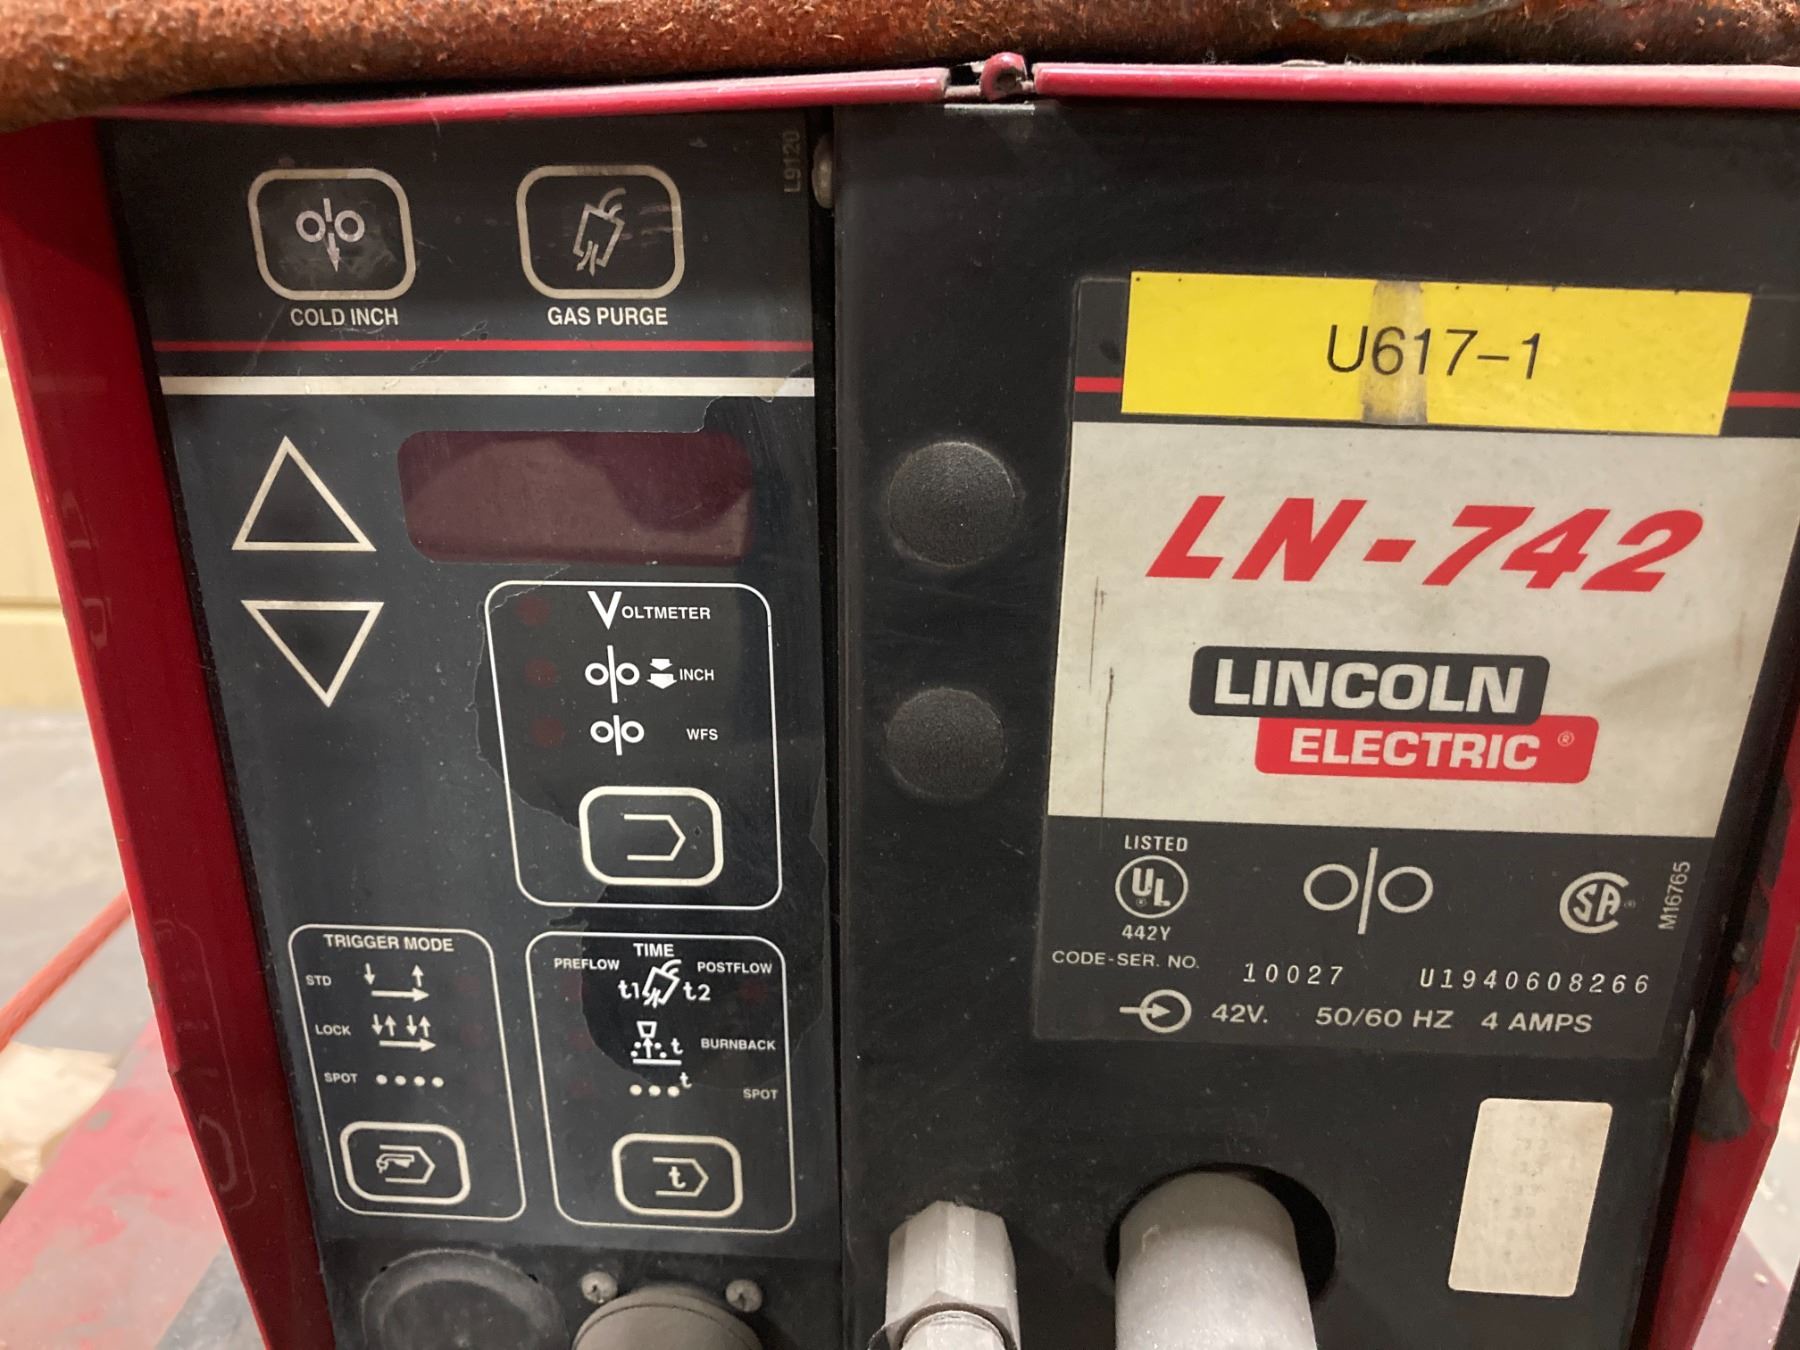 L9120
COLD INCH
GAS PURGE
VOLTMETER
INCH
WFS
TRIGGER MODE
STD
LOCK
SPOT
TIME
PREFLOW
POSTFLOW
t1 t2
t BURNBACK
t
SPOT
t
U617-1
LN-742
LINCOLN
ELECTRIC ®
LISTED
UL
®
442Y
SA ®
M16765
CODE-SER. NO. 10027 U1940608266
42V. 50/60 HZ 4 AMPS